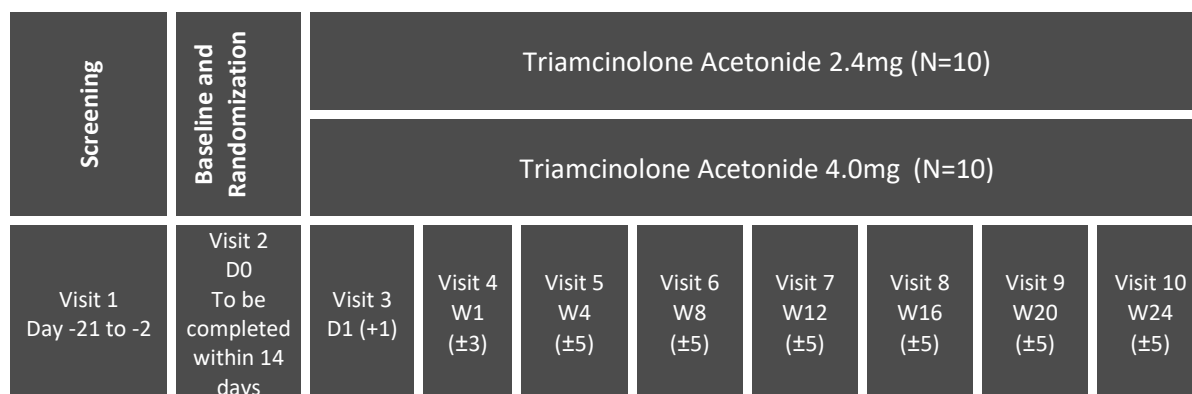 Screening
Baseline and
Randomization
Triamcinolone Acetonide 2.4mg (N=10)
Triamcinolone Acetonide 4.0mg (N=10)
Visit 1
Day -21 to -2
Visit 2
D0
To be
completed
within 14
days
Visit 3
D1 (+1)
Visit 4
W1
(±3)
Visit 5
W4
(±5)
Visit 6
W8
(±5)
Visit 7
W12
(±5)
Visit 8
W16
(±5)
Visit 9
W20
(±5)
Visit 10
W24
(±5)